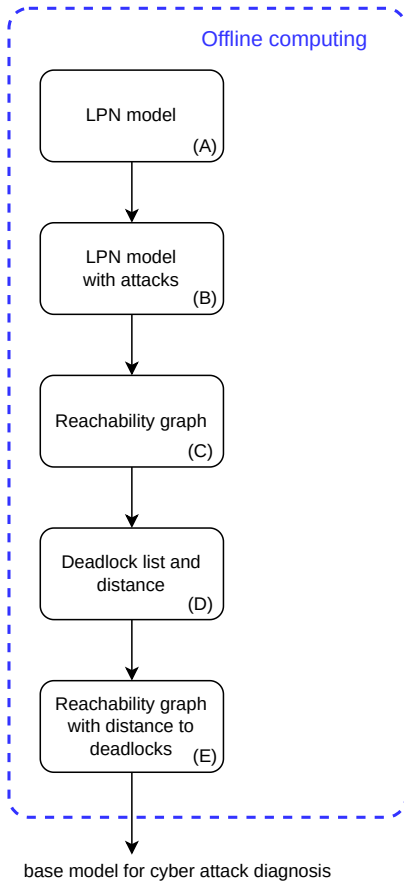 Offline computing
LPN model
(A)
LPN model
with attacks
(B)
Reachability graph
(C)
Deadlock list and
distance
(D)
Reachability graph
with distance to
deadlocks
(E)
base model for cyber attack diagnosis